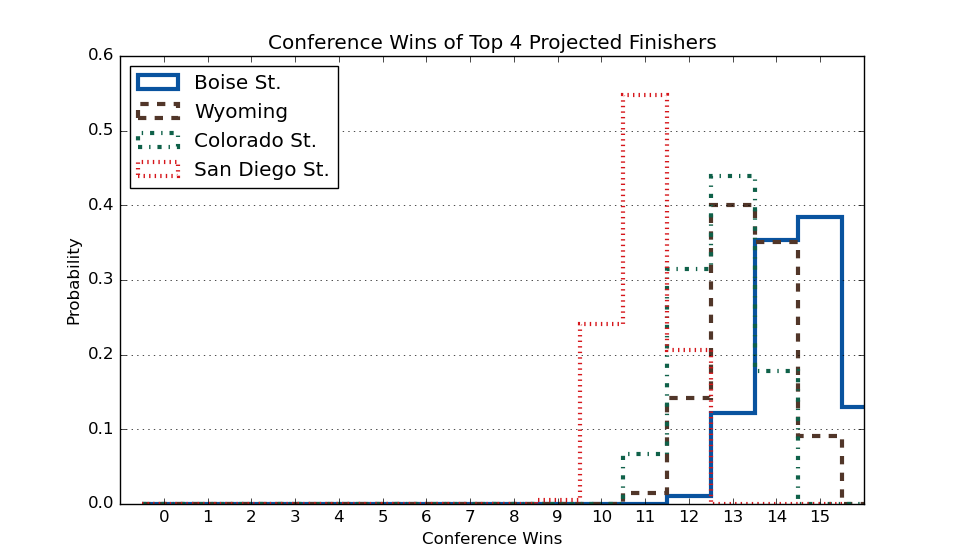 Conference Wins of Top 4 Projected Finishers
0.6
0.5
0.4
0.3
0.2
0.1
0.0
Probability
Boise St.
Wyoming
Colorado St.
San Diego St.
0 1 2 3 4 5 6 7 8 9 10 11 12 13 14 15
Conference Wins